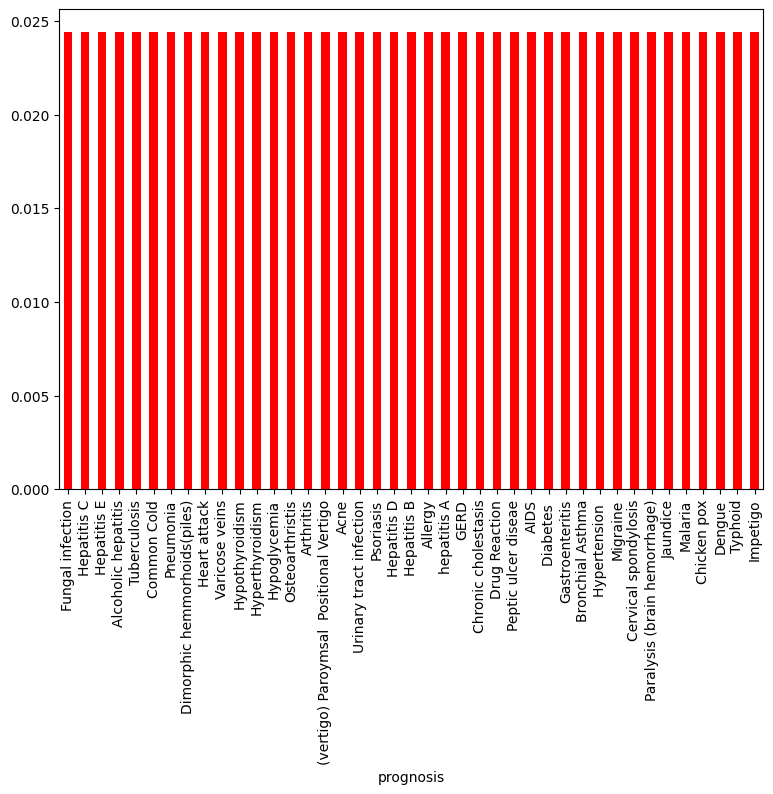 0.025
0.020
0.015
0.010
0.005
0.000
Fungal infection
Hepatitis C
Hepatitis E
Alcoholic hepatitis
Tuberculosis
Common Cold
Pneumonia
Dimorphic hemmorhoids(piles)
Heart attack
Varicose veins
Hypothyroidism
Hyperthyroidism
Hypoglycemia
Osteoarthristis
Arthritis
(vertigo) Paroymsal  Positional Vertigo
Acne
Urinary tract infection
Psoriasis
Hepatitis D
Hepatitis B
Allergy
hepatitis A
GERD
Chronic cholestasis
Drug Reaction
Peptic ulcer diseae
AIDS
Diabetes
Gastroenteritis
Bronchial Asthma
Hypertension
Migraine
Cervical spondylosis
Paralysis (brain hemorrhage)
Jaundice
Malaria
Chicken pox
Dengue
Typhoid
Impetigo
prognosis